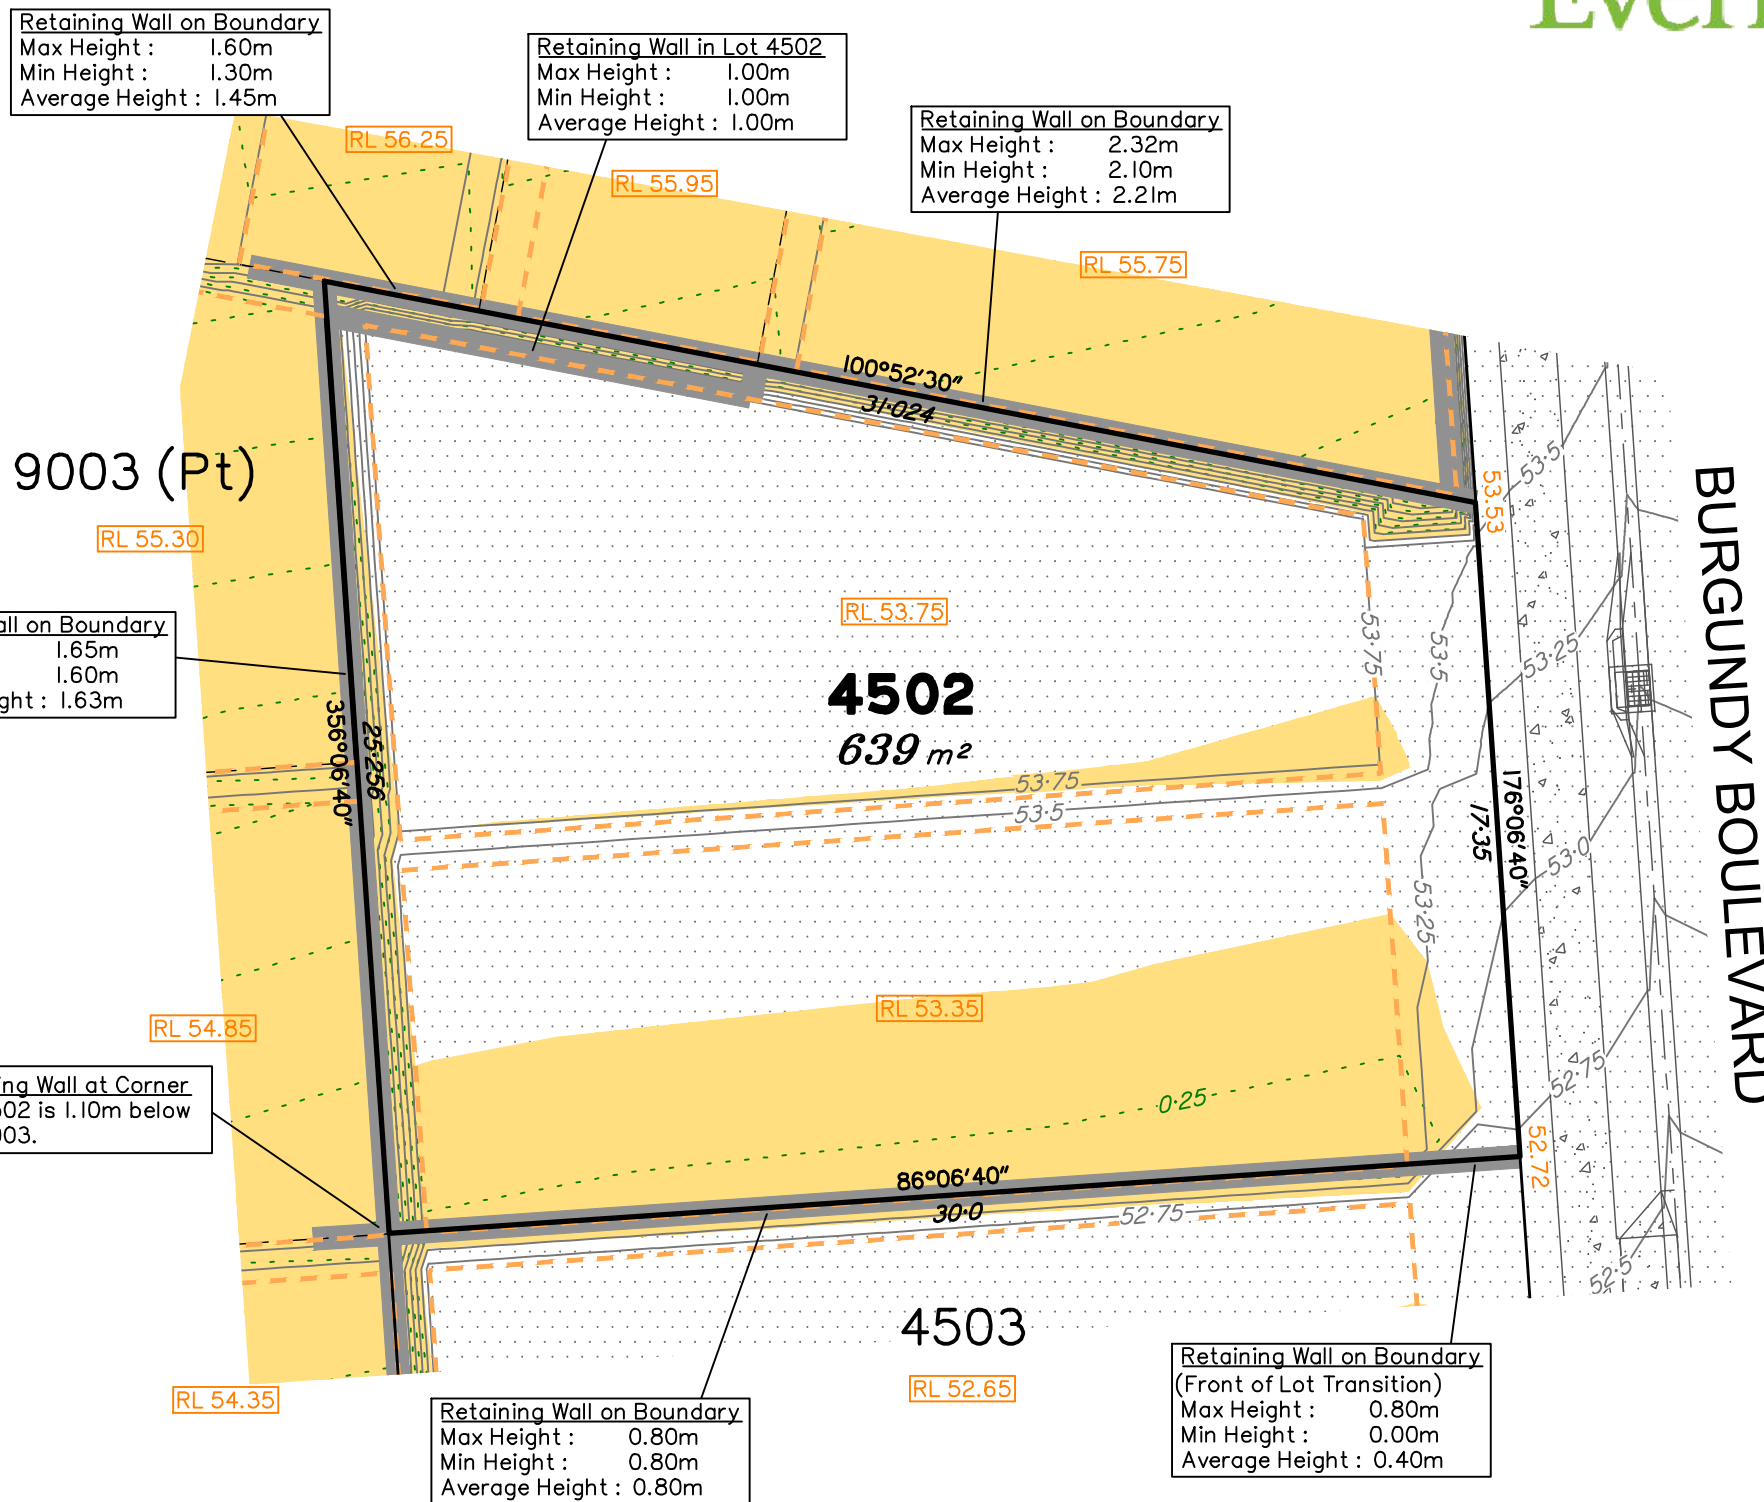 Retaining Wall on Boundary
Max Height : 1.60m
Min Height : 1.30m
Average Height : 1.45m
Retaining Wall in Lot 4502
Max Height : 1.00m
Min Height : 1.00m
Average Height : 1.00m
Retaining Wall on Boundary
Max Height : 2.32m
Min Height : 2.10m
Average Height : 2.21m
RL 56.25
RL 55.95
RL 55.75
100°52'30"
31·024
9003 (Pt)
RL 55.30
53.53
53·5
BURGUNDY BOULEVARD
RL 53.75
53·75
53·5
53·25
all on Boundary
1.65m
1.60m
ght : 1.63m
4502
639 m²
356°06'40"
25·256
53·75
53·5
176°06'40"
17·35
53·0
53·25
RL 54.85
RL 53.35
52·75
ng Wall at Corner
502 is 1.10m below
003.
0·25
52.72
86°06'40"
30·0
52·75
52·5
4503
RL 54.35
RL 52.65
Retaining Wall on Boundary
Max Height : 0.80m
Min Height : 0.80m
Average Height : 0.80m
Retaining Wall on Boundary
(Front of Lot Transition)
Max Height : 0.80m
Min Height : 0.00m
Average Height : 0.40m